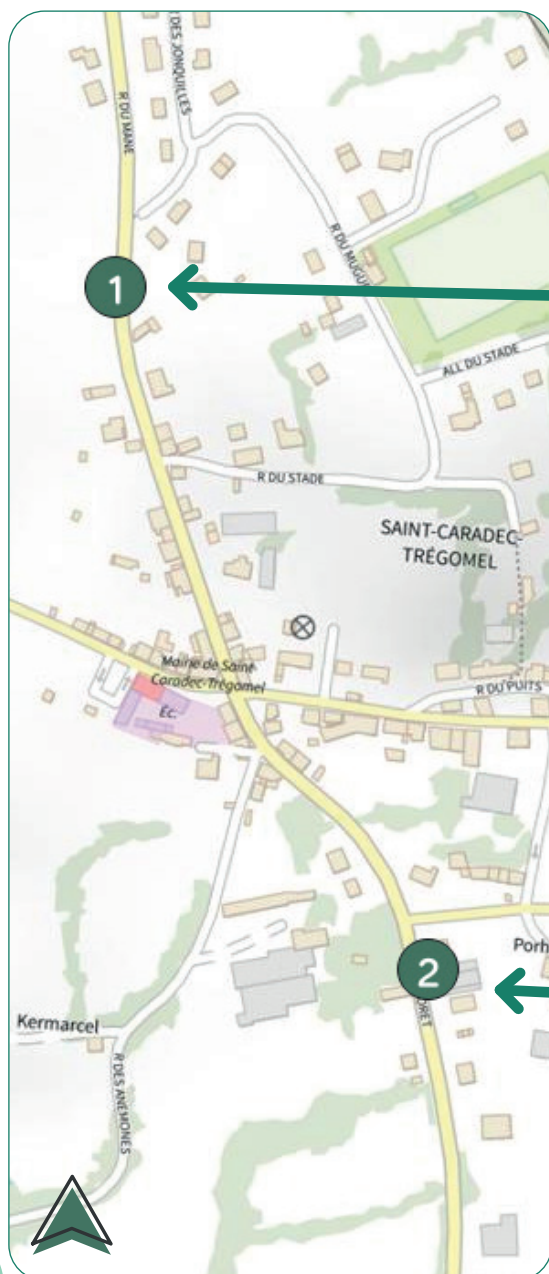 R DES JONQUILLES
R DU MANE
1
R DU MUGU
ALL DU STADE
R DU STADE
SAINT-CARADEC-
TRÉGOMEL
Mairie de Saint-
Caradec-Trégomel
Éc.
R DU PUITS
2
Porh
ORET
Kermarcel
R DES ANÉMONES